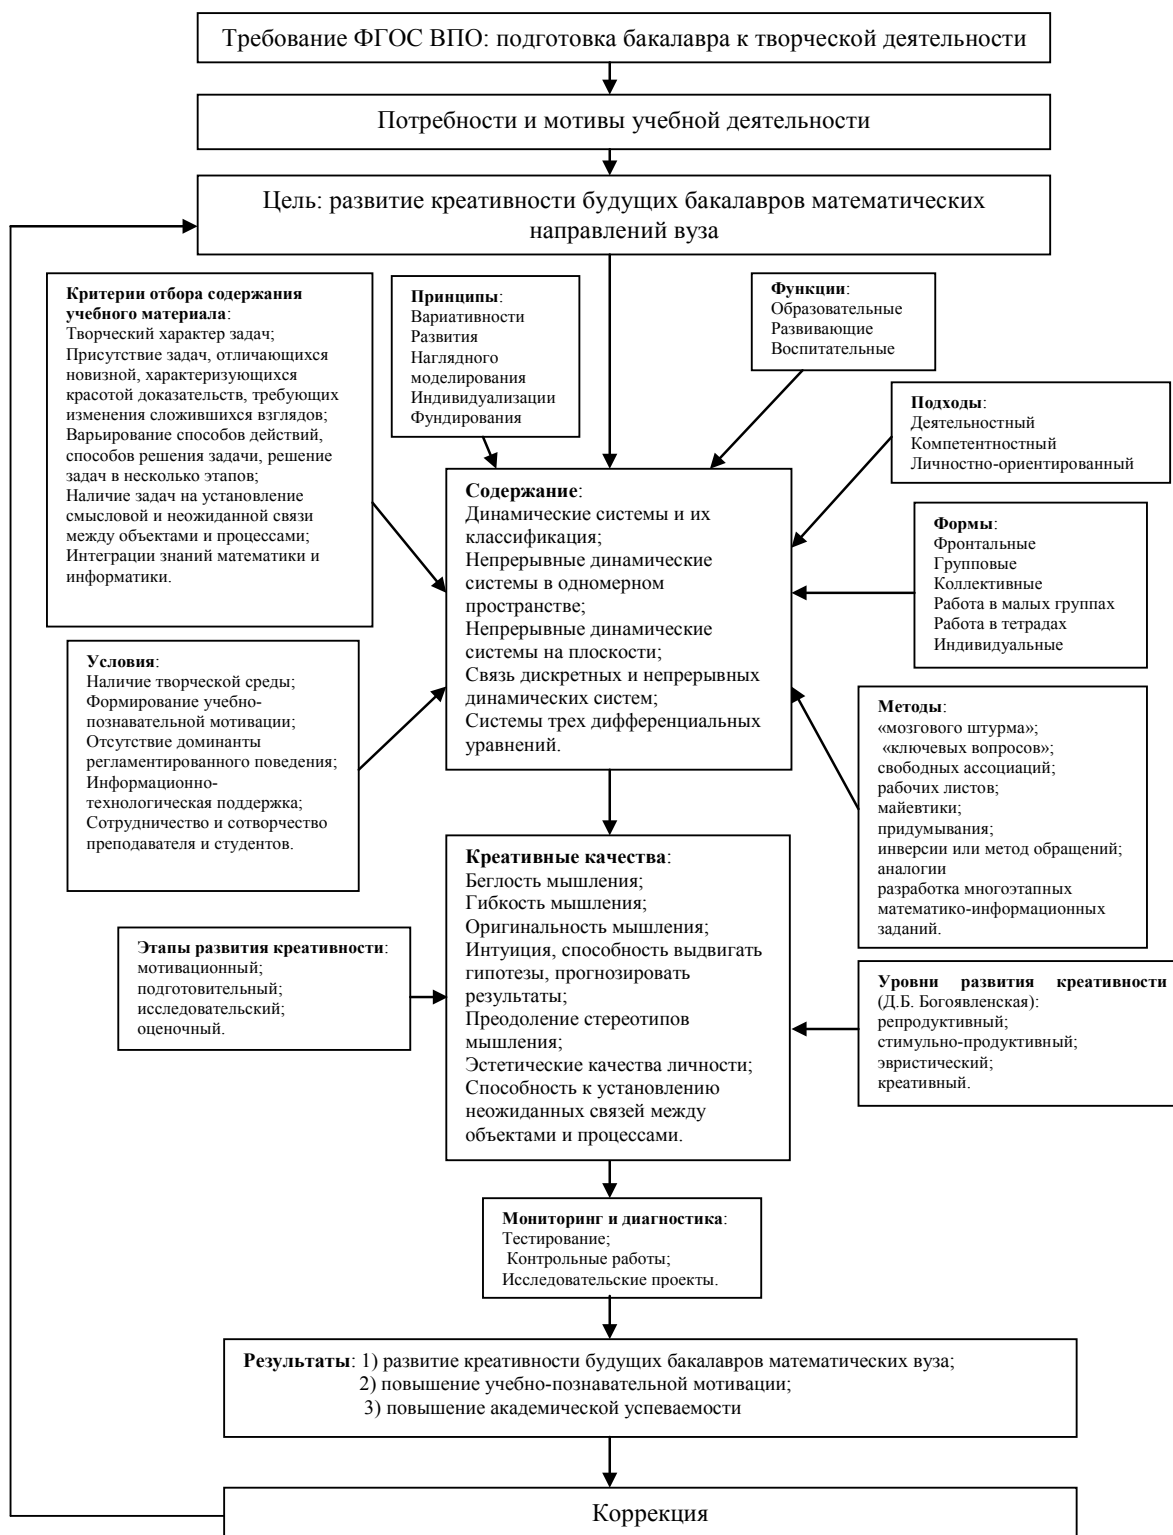 Требование ФГОС ВПО: подготовка бакалавра к творческой деятельности
Потребности и мотивы учебной деятельности
Цель: развитие креативности будущих бакалавров математических
направлений вуза
Критерии отбора содержания
учебного материала:
Творческий характер задач;
Присутствие задач, отличающихся
новизной, характеризующихся
красотой доказательств, требующих
изменения сложившихся взглядов;
Варьирование способов действий,
способов решения задачи, решение
задач в несколько этапов;
Наличие задач на установление
смысловой и неожиданной связи
между объектами и процессами;
Интеграции знаний математики и
информатики.
Принципы:
Вариативности
Развития
Наглядного
моделирования
Индивидуализации
Фундирования
Функции:
Образовательные
Развивающие
Воспитательные
Подходы:
Деятельностный
Компетентностный
Личностно-ориентированный
Содержание:
Динамические системы и их
классификация;
Непрерывные динамические
системы в одномерном
пространстве;
Непрерывные динамические
системы на плоскости;
Связь дискретных и непрерывных
динамических систем;
Системы трех дифференциальных
уравнений.
Формы:
Фронтальные
Групповые
Коллективные
Работа в малых группах
Работа в тетрадах
Индивидуальные
Условия:
Наличие творческой среды;
Формирование учебно-
познавательной мотивации;
Отсутствие доминанты
регламентированного поведения;
Информационно-
технологическая поддержка;
Сотрудничество и сотворчество
преподавателя и студентов.
Методы:
«мозгового штурма»;
«ключевых вопросов»;
свободных ассоциаций;
рабочих листов;
майевтики;
придумывания;
инверсии или метод обращений;
аналогии
разработка многоэтапных
математико-информационных
заданий.
Креативные качества:
Беглость мышления;
Гибкость мышления;
Оригинальность мышления;
Интуиция, способность выдвигать
гипотезы, прогнозировать
результаты;
Преодоление стереотипов
мышления;
Эстетические качества личности;
Способность к установлению
неожиданных связей между
объектами и процессами.
Этапы развития креативности:
мотивационный;
подготовительный;
исследовательский;
оценочный.
Уровни развития креативности
(Д.Б. Богоявленская):
репродуктивный;
стимульно-продуктивный;
эвристический;
креативный.
Мониторинг и диагностика:
Тестирование;
Контрольные работы;
Исследовательские проекты.
Результаты: 1) развитие креативности будущих бакалавров математических вуза;
2) повышение учебно-познавательной мотивации;
3) повышение академической успеваемости
Коррекция